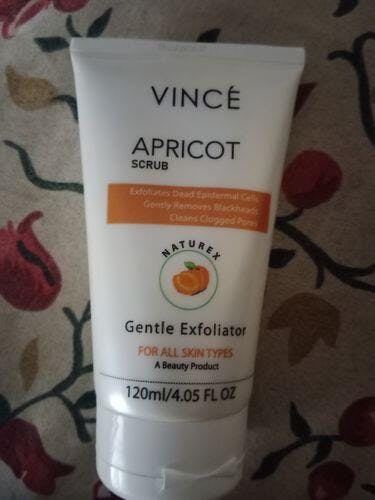 VINCÉ
APRICOT
SCRUB
Exfoliates Dead Epidermal Cells
Gently Removes Blackheads
Cleans Clogged Pores
NATUREX
Gentle Exfoliator
FOR ALL SKIN TYPES
A Beauty Product
120ml/4.05 FL OZ